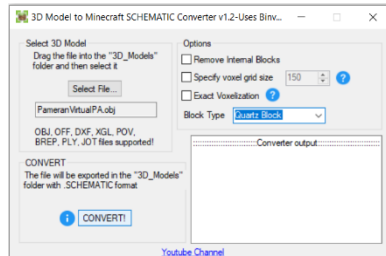 3D Model to Minecraft SCHEMATIC Converter v1.2-Uses Binv...
Select 3D Model
Drag the file into the "3D_Models"
folder and then select it
Select File...
PameranVirtualPA.obj
OBJ, OFF, DXF, XGL, POV,
BREP, PLY, JOT files supported!
CONVERT
The file will be exported in the "3D_Models"
folder with .SCHEMATIC format
CONVERT!
Options
Remove Internal Blocks
Specify voxel grid size 150
Exact Voxelization
Block Type Quartz Block
Converter output
Youtube Channel